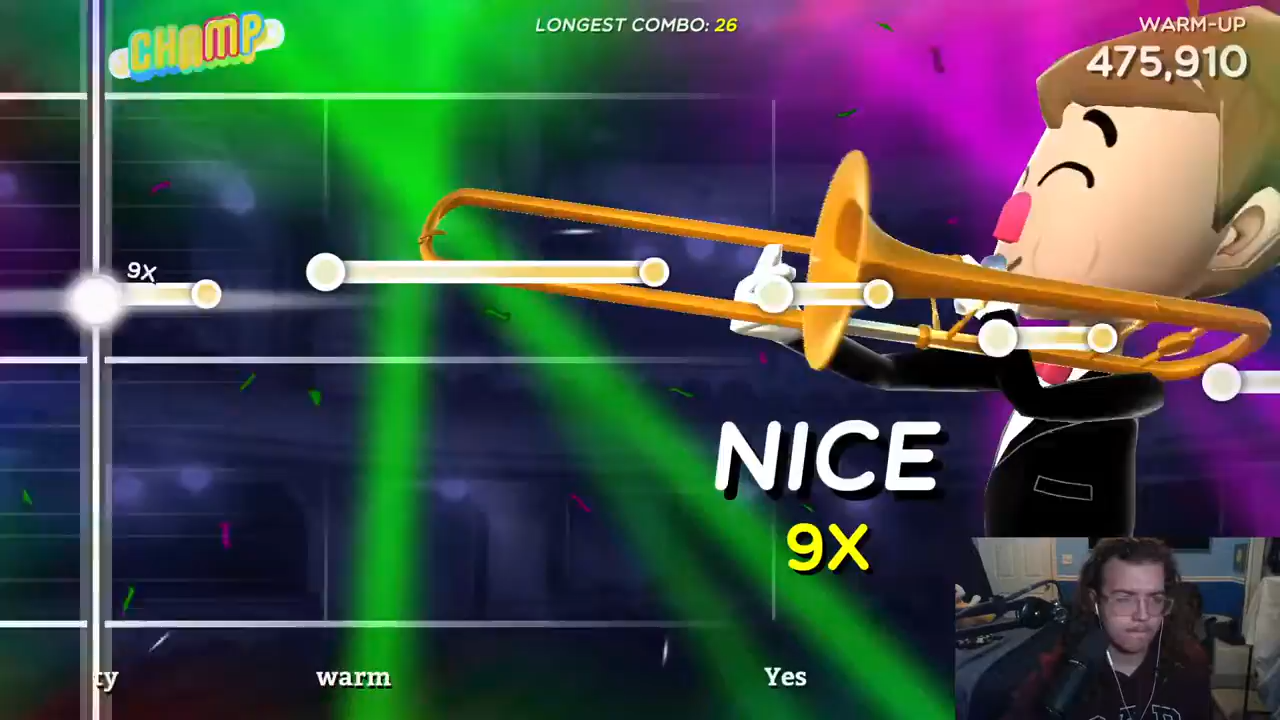 CHAMP
LONGEST COMBO: 26
WARM-UP
475,910
9X
NICE
9X
ty
warm
Yes